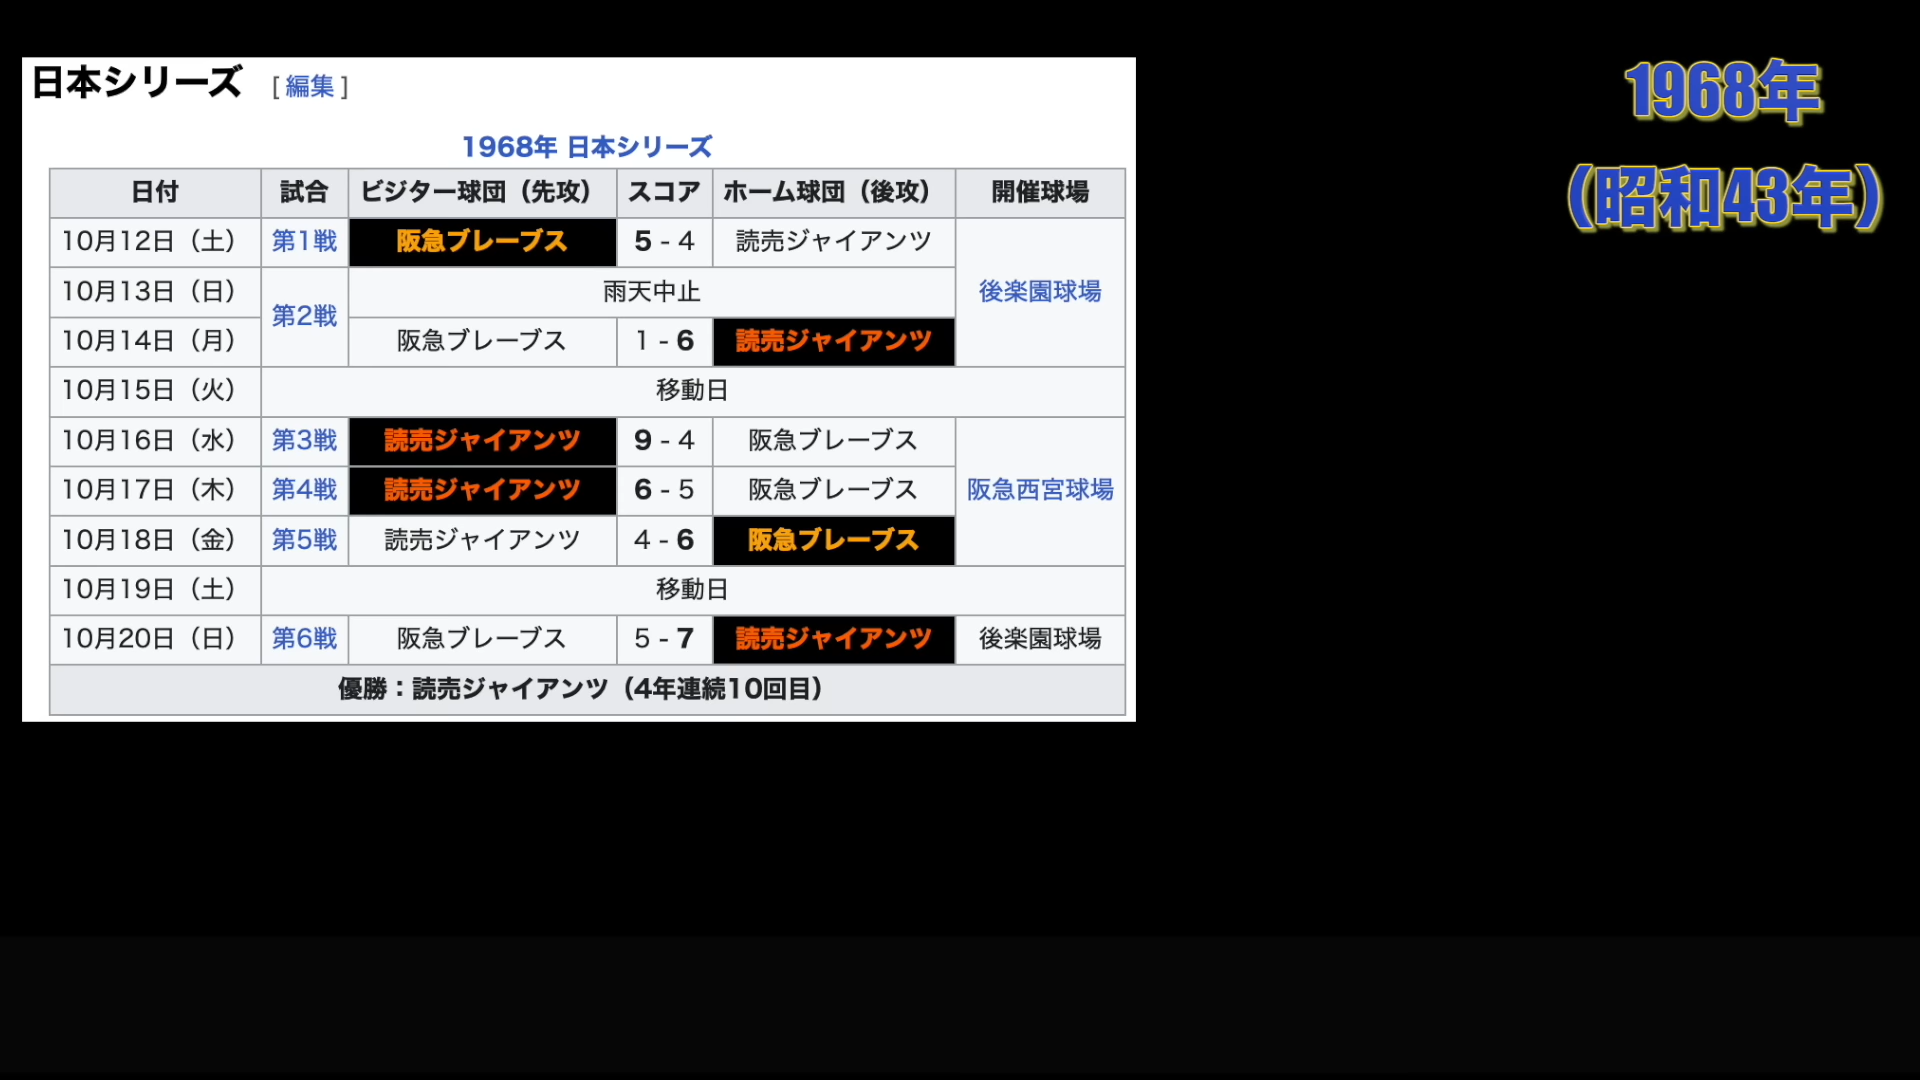 日本シリーズ [編集]
1968年
(昭和43年)
1968年 日本シリーズ
日付 試合 ビジター球団（先攻） スコア ホーム球団（後攻） 開催球場
10月12日（土） 第1戦 阪急ブレーブス 5 - 4 読売ジャイアンツ 後楽園球場
10月13日（日） 第2戦 雨天中止
10月14日（月） 阪急ブレーブス 1 - 6 読売ジャイアンツ
10月15日（火） 移動日
10月16日（水） 第3戦 読売ジャイアンツ 9 - 4 阪急ブレーブス 阪急西宮球場
10月17日（木） 第4戦 読売ジャイアンツ 6 - 5 阪急ブレーブス
10月18日（金） 第5戦 読売ジャイアンツ 4 - 6 阪急ブレーブス
10月19日（土） 移動日
10月20日（日） 第6戦 阪急ブレーブス 5 - 7 読売ジャイアンツ 後楽園球場
優勝：読売ジャイアンツ（4年連続10回目）